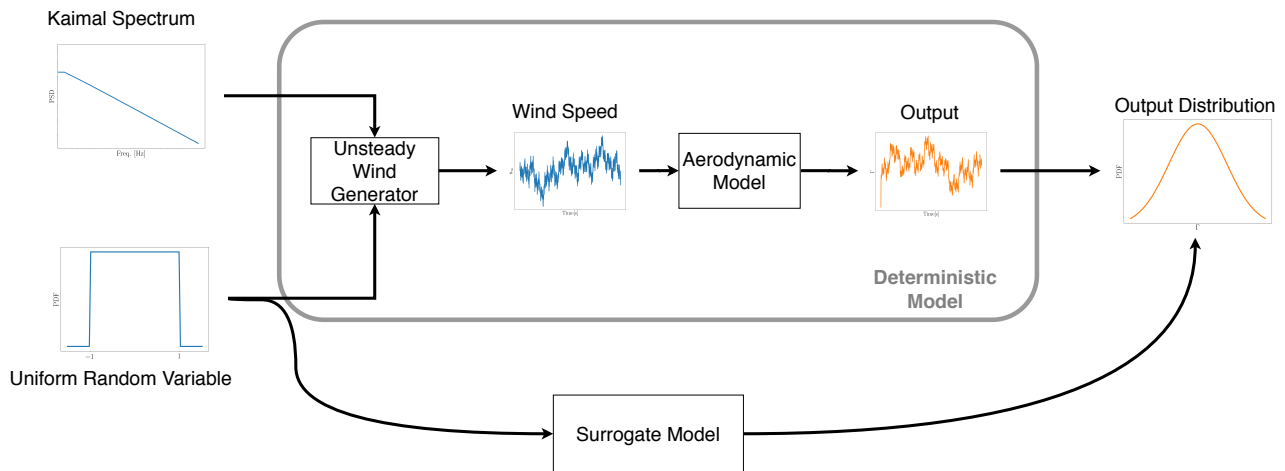 Kaimal Spectrum
PSD
Freq. [Hz]
Unsteady
Wind
Generator
Wind Speed
Time[s]
Aerodynamic
Model
Output
Γ
Time[s]
Output Distribution
PDF
Γ
Deterministic
Model
PDF
−1
1
Uniform Random Variable
Surrogate Model